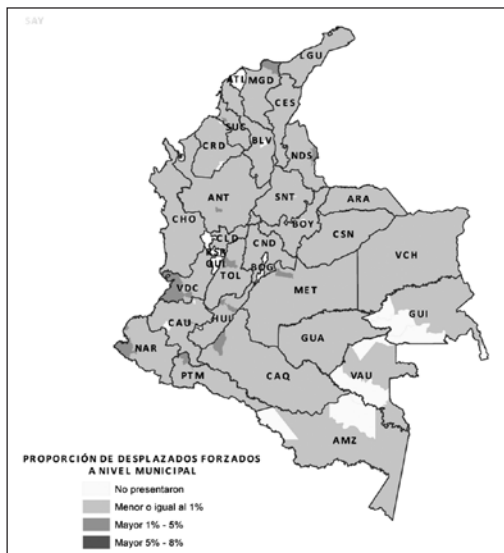 SAY
LGU
ATL MGD
CES
SUC
CRD BLV
NDS
ANT SNT
ARA
CHO BOY
CLD CND CSN
RSR VCH
QUI BOG
TOL
VDC MET
HUI GUI
CAU
GUA
NAR
VAU
PTM CAQ
AMZ
PROPORCIÓN DE DESPLAZADOS FORZADOS
A NIVEL MUNICIPAL
No presentaron
Menor o igual al 1%
Mayor 1% - 5%
Mayor 5% - 8%